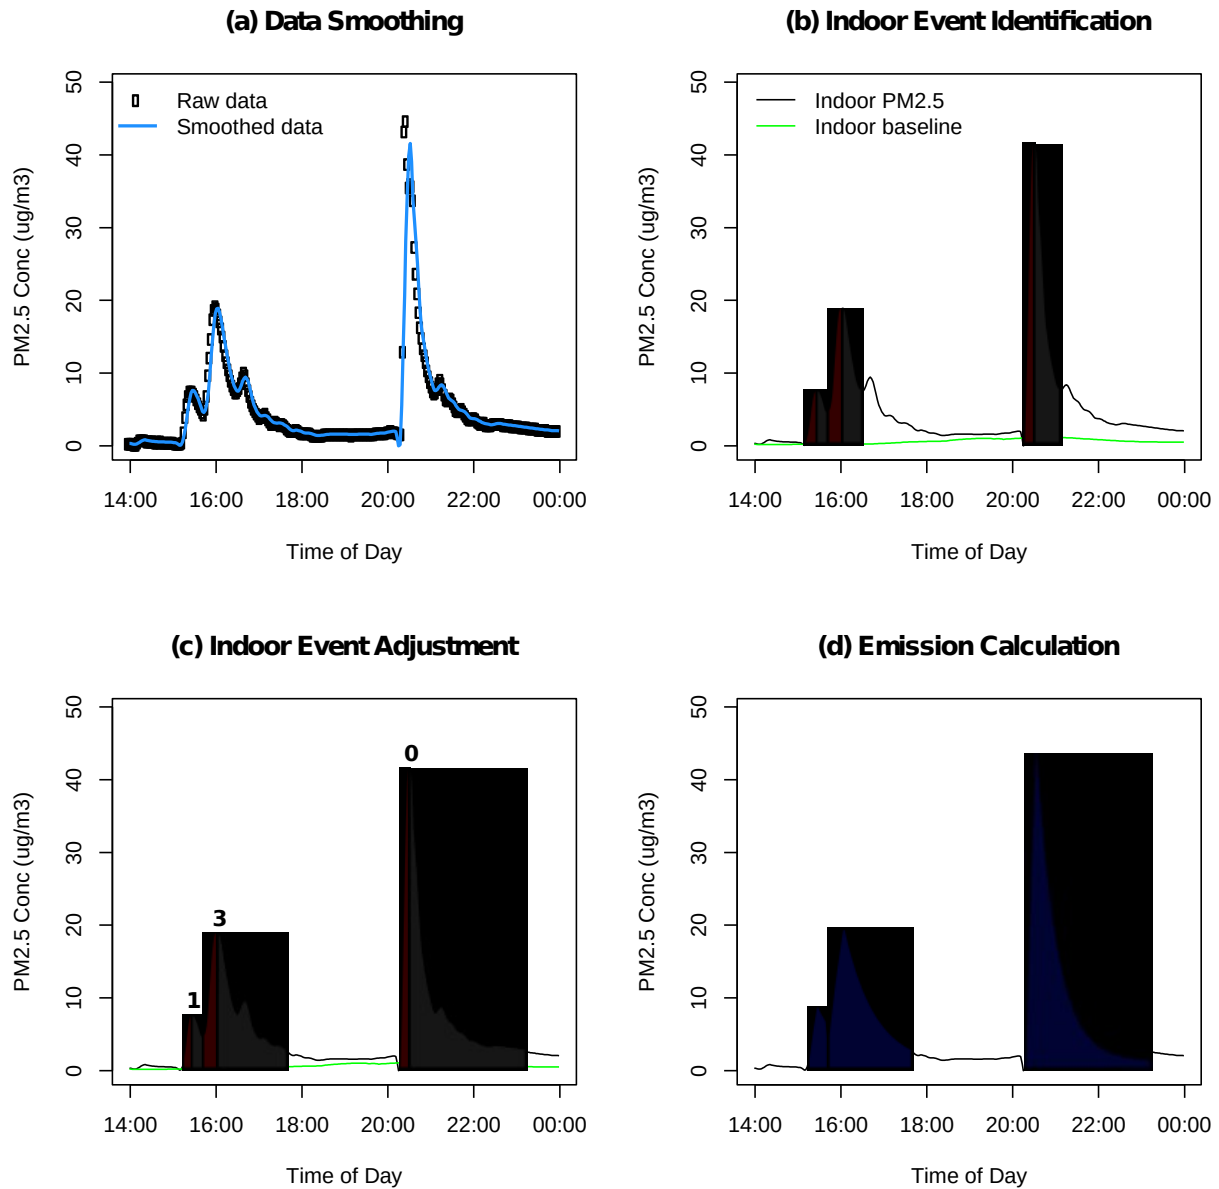 (a) Data Smoothing
50
40
30
20
10
0
PM2.5 Conc (ug/m3)
Raw data
Smoothed data
14:00 16:00 18:00 20:00 22:00 00:00
Time of Day
(b) Indoor Event Identification
50
40
30
20
10
0
PM2.5 Conc (ug/m3)
Indoor PM2.5
Indoor baseline
14:00 16:00 18:00 20:00 22:00 00:00
Time of Day
(c) Indoor Event Adjustment
50
40
30
20
10
0
PM2.5 Conc (ug/m3)
1
3
0
14:00 16:00 18:00 20:00 22:00 00:00
Time of Day
(d) Emission Calculation
50
40
30
20
10
0
PM2.5 Conc (ug/m3)
14:00 16:00 18:00 20:00 22:00 00:00
Time of Day